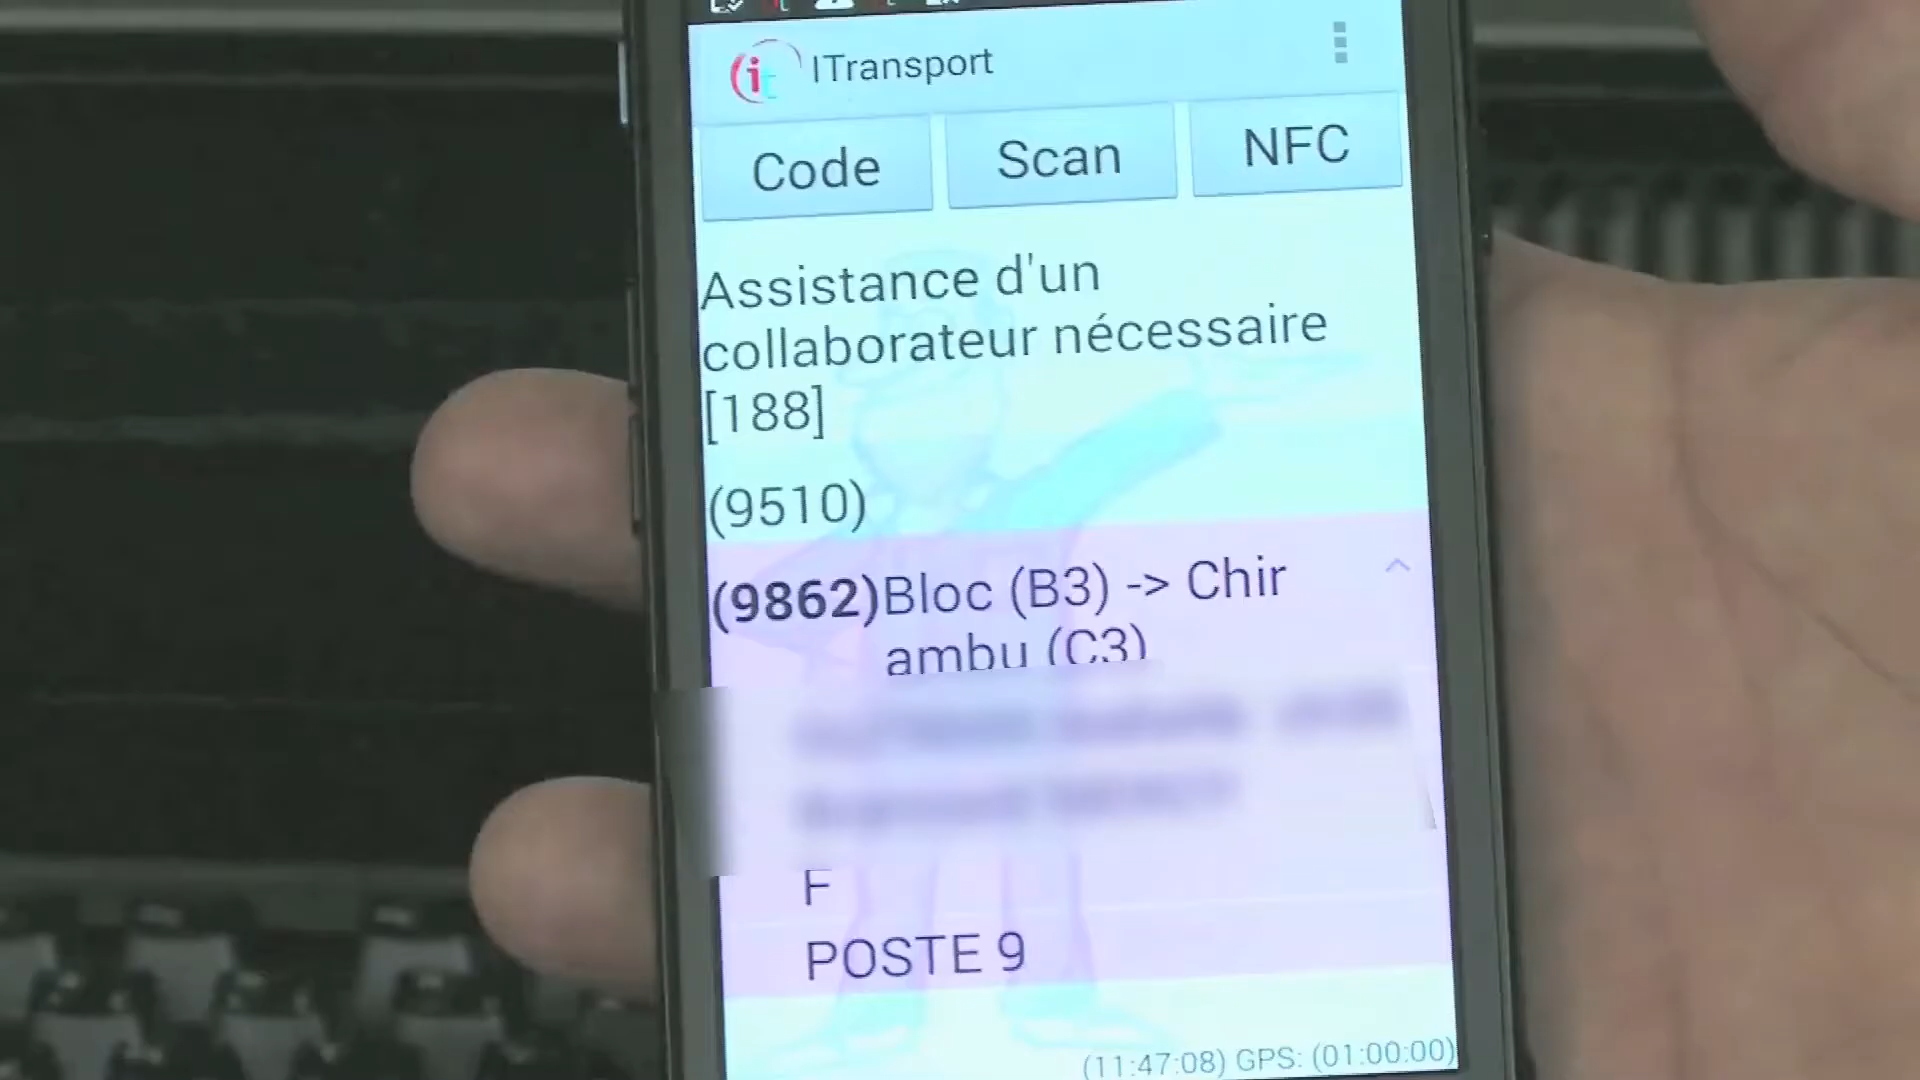 it ITransport
Code Scan NFC
Assistance d'un
collaborateur nécessaire
[188]
(9510)
(9862)Bloc (B3) -> Chir
ambu (C3)
F
POSTE 9
(11:47:08) GPS: (01:00:00)